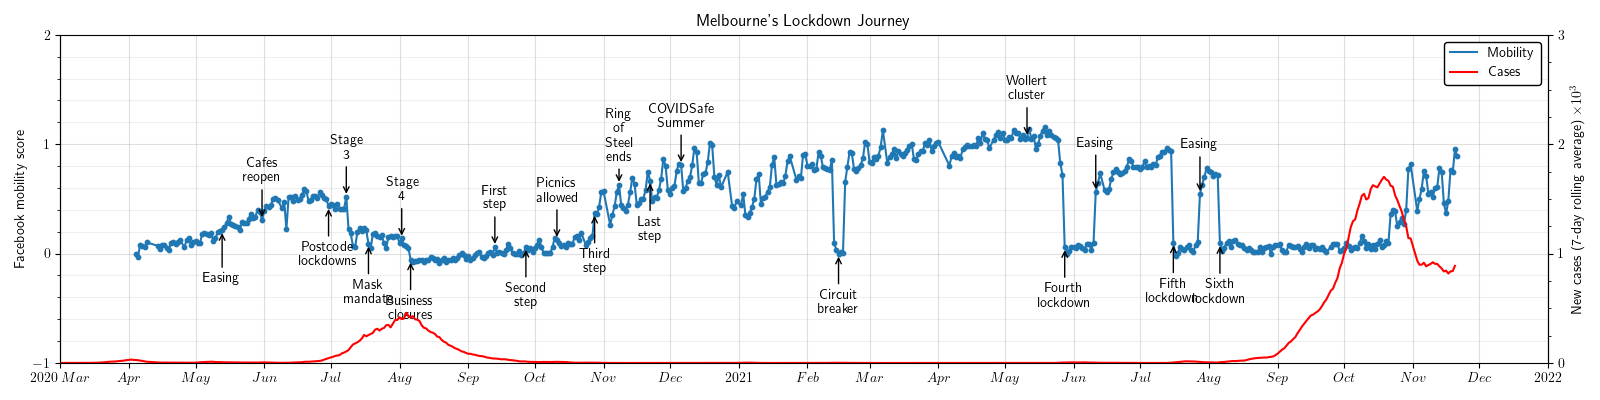 Melbourne's Lockdown Journey
2
1
0
−1
Facebook mobility score
3
2
1
0
New cases (7-day rolling average) ×10³
Mobility
Cases
Easing
Cafes
reopen
Postcode
lockdowns
Stage
3
Mask
mandate
Stage
4
Business
closures
First
step
Second
step
Picnics
allowed
Third
step
Ring
of
Steel
ends
Last
step
COVIDSafe
Summer
Circuit
breaker
Wollert
cluster
Fourth
lockdown
Easing
Fifth
lockdown
Easing
Sixth
lockdown
2020 Mar Apr May Jun Jul Aug Sep Oct Nov Dec 2021 Feb Mar Apr May Jun Jul Aug Sep Oct Nov Dec 2022